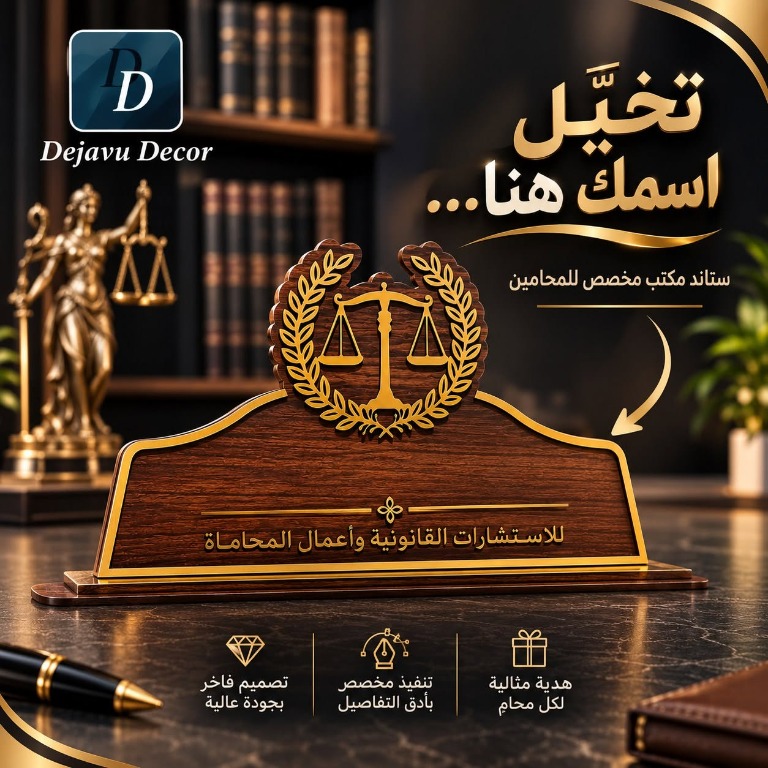 D D
Dejavu Decor
تخيَّل
اسمك هنا...
ستاند مكتب مخصص للمحامين
للاستشارات القانونية وأعمال المحاماة
هدية مثالية
لكل محامٍ
تنفيذ مخصص
بأدق التفاصيل
تصميم فاخر
بجودة عالية